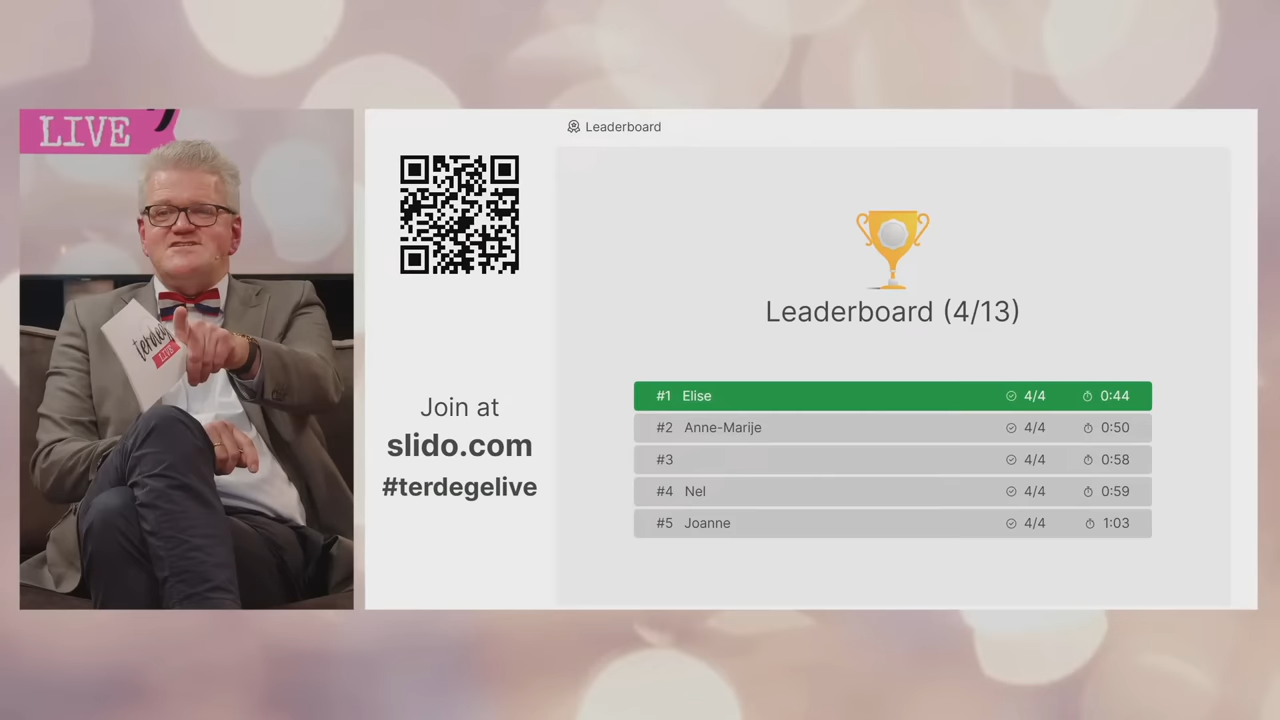 LIVE
terdege
LIVE
Leaderboard
Join at
slido.com
#terdegelive
Leaderboard (4/13)
#1 Elise 4/4 0:44
#2 Anne-Marije 4/4 0:50
#3 4/4 0:58
#4 Nel 4/4 0:59
#5 Joanne 4/4 1:03